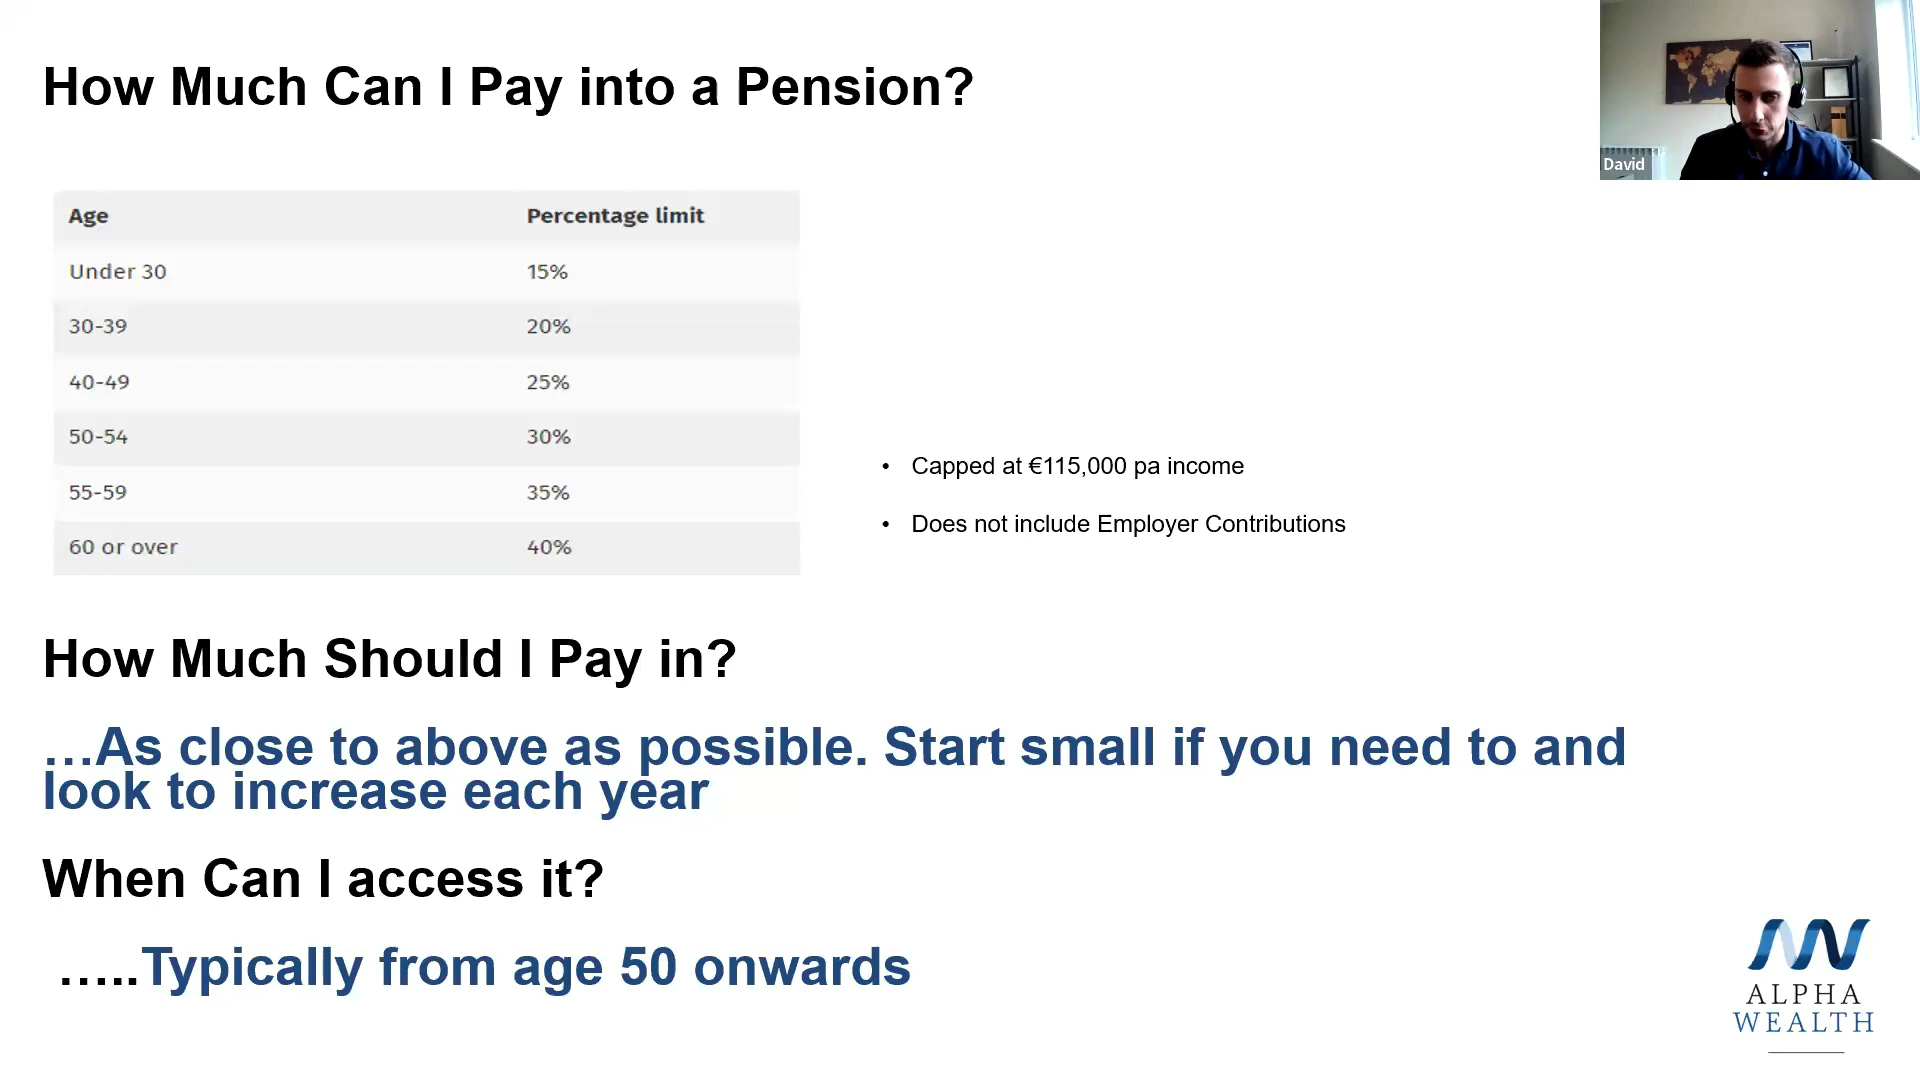 How Much Can I Pay into a Pension?
David
Age Percentage limit
Under 30 15%
30-39 20%
40-49 25%
50-54 30%
55-59 35%
60 or over 40%
• Capped at €115,000 pa income
• Does not include Employer Contributions
How Much Should I Pay in?
…As close to above as possible. Start small if you need to and
look to increase each year
When Can I access it?
…..Typically from age 50 onwards
ALPHA
WEALTH